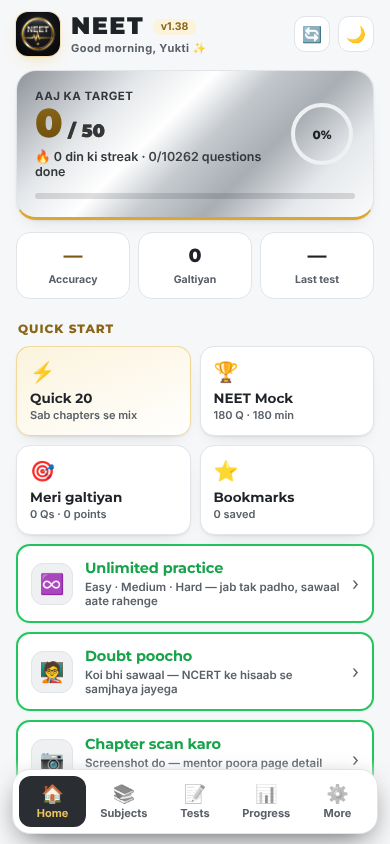 NEET
NEET v1.38
Good morning, Yukti ✨
AAJ KA TARGET
0 / 50
0%
🔥 0 din ki streak · 0/10262 questions
done
— 0 —
Accuracy Galtiyan Last test
QUICK START
Quick 20
Sab chapters se mix
NEET Mock
180 Q · 180 min
Meri galtiyan
0 Qs · 0 points
Bookmarks
0 saved
Unlimited practice
Easy · Medium · Hard — jab tak padho, sawaal
aate rahenge
Doubt poocho
Koi bhi sawaal — NCERT ke hisaab se
samjhaya jayega
Chapter scan karo
Screenshot do — mentor poora page detail
Home Subjects Tests Progress More